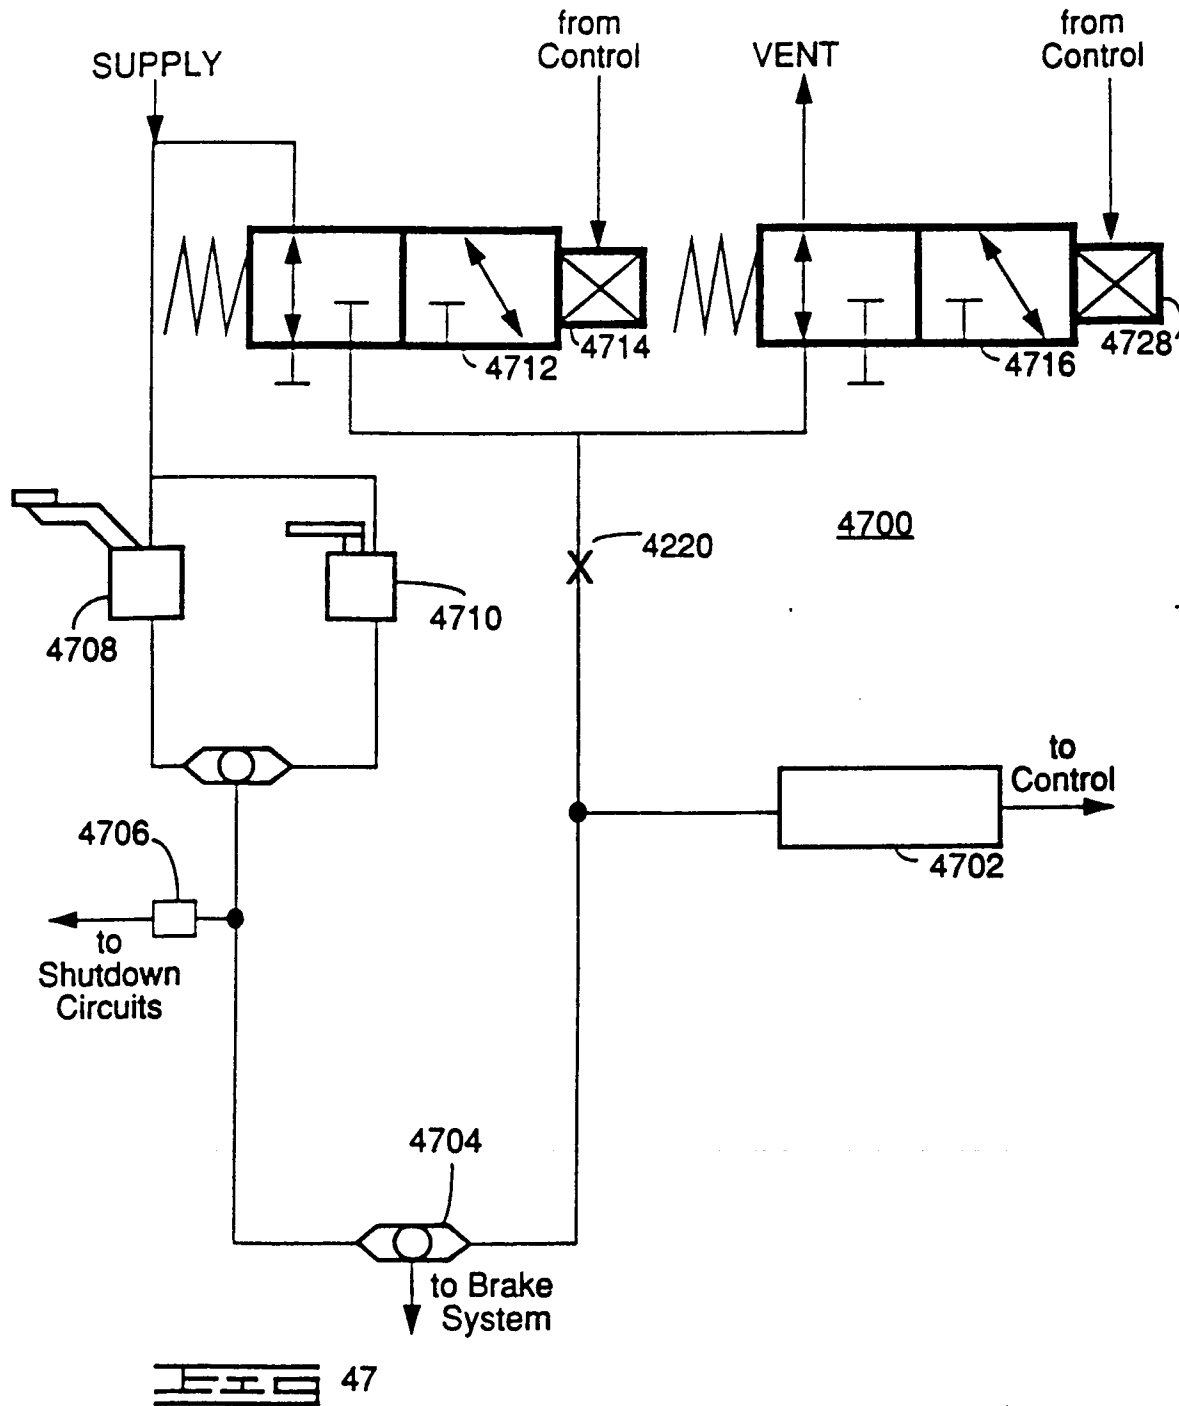 from
Control
from
Control
SUPPLY
VENT
4714
4712
4728
4716
4700
4220
4710
4708
to
Control
4706
4702
to
Shutdown
Circuits
4704
to Brake
System
47